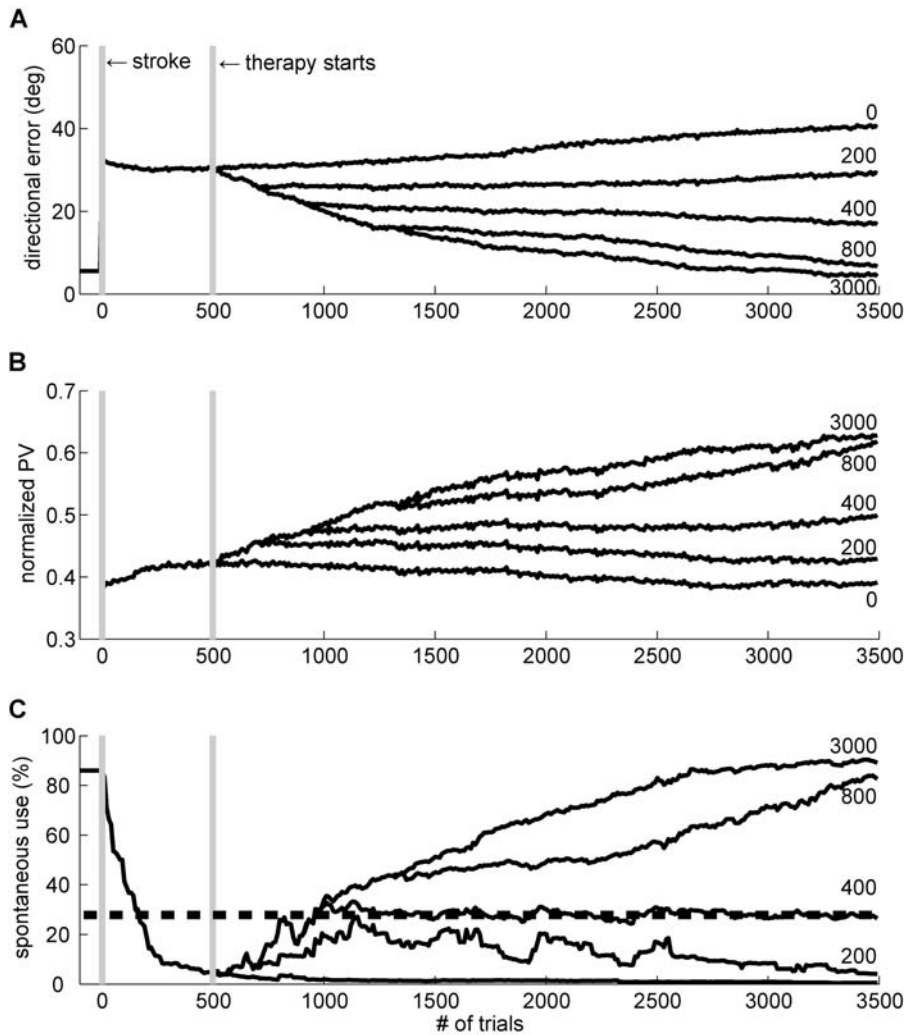 A
60
← stroke
← therapy starts
directional error (deg)
40
20
0
0
200
400
800
3000
0 500 1000 1500 2000 2500 3000 3500
B
0.7
normalized PV
0.6
0.5
0.4
0.3
3000
800
400
200
0
0 500 1000 1500 2000 2500 3000 3500
C
100
spontaneous use (%)
80
60
40
20
0
3000
800
400
200
0 500 1000 1500 2000 2500 3000 3500
# of trials